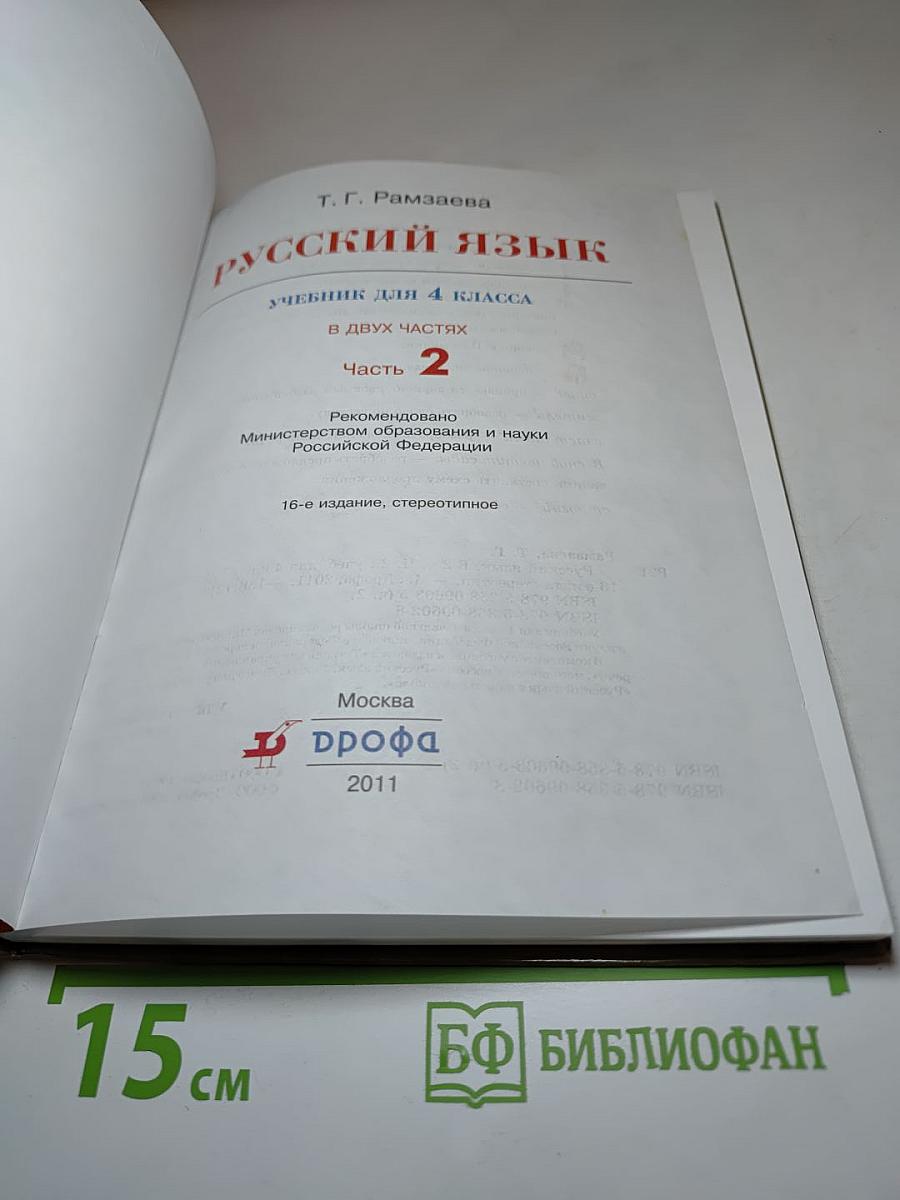 Т. Г. Рамзаева
РУССКИЙ ЯЗЫК
УЧЕБНИК ДЛЯ 4 КЛАССА
В ДВУХ ЧАСТЯХ
Часть 2
Рекомендовано
Министерством образования и науки
Российской Федерации
16-е издание, стереотипное
Москва
дрофа
2011
15 см
БФ БИБЛИОФАН